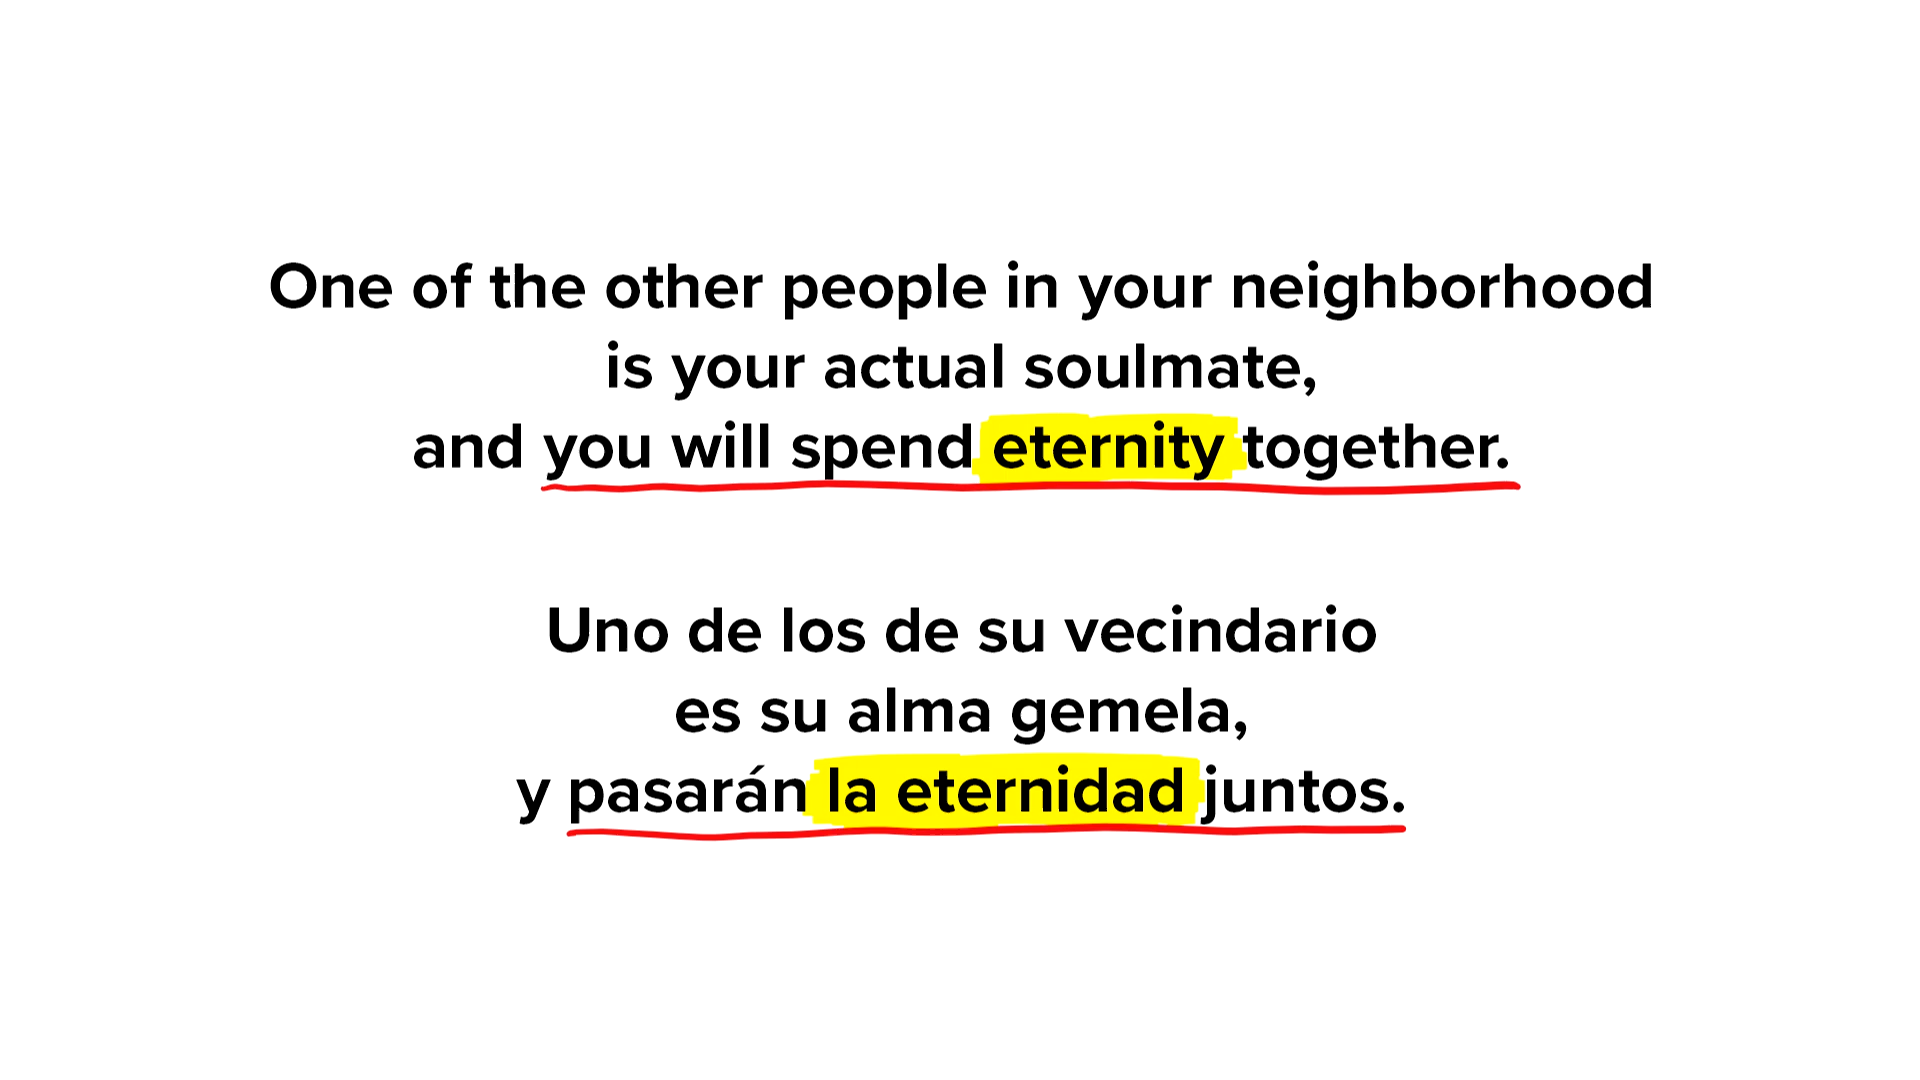 One of the other people in your neighborhood
is your actual soulmate,
and you will spend eternity together.
Uno de los de su vecindario
es su alma gemela,
y pasarán la eternidad juntos.